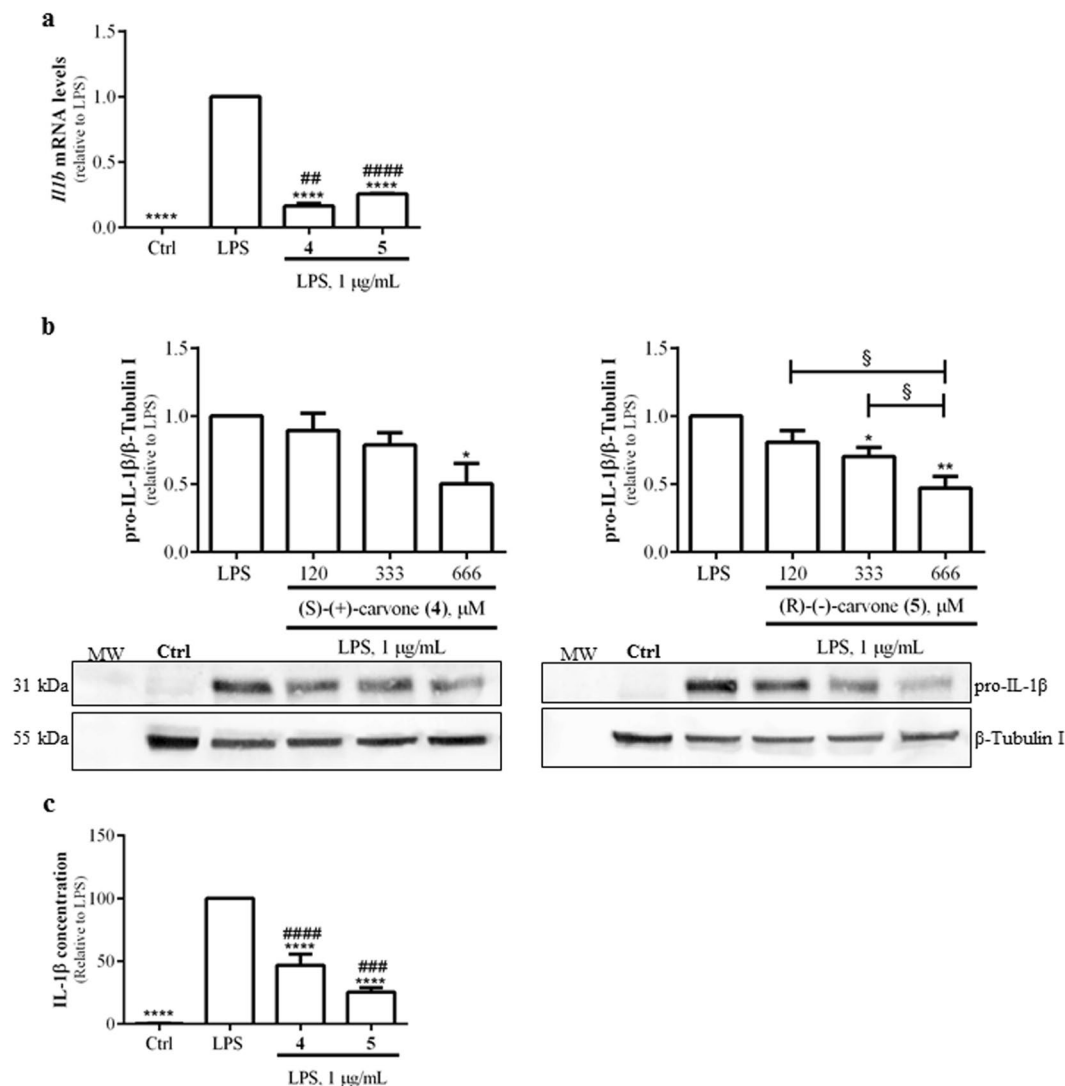 a
Il1b mRNA levels
(relative to LPS)
1.5
1.0
0.5
0.0
****
##
****
####
****
Ctrl LPS 4 5
LPS, 1 μg/mL
b
pro-IL-1β/β-Tubulin I
(relative to LPS)
1.5
1.0
0.5
0.0
*
LPS 120 333 666
(S)-(+)-carvone (4), μM
LPS, 1 μg/mL
pro-IL-1β/β-Tubulin I
(relative to LPS)
1.5
1.0
0.5
0.0
§
§
*
**
LPS 120 333 666
(R)-(-)-carvone (5), μM
LPS, 1 μg/mL
MW Ctrl
31 kDa
55 kDa
MW Ctrl
pro-IL-1β
β-Tubulin I
c
IL-1β concentration
(Relative to LPS)
150
100
50
0
****
####
****
###
****
Ctrl LPS 4 5
LPS, 1 μg/mL